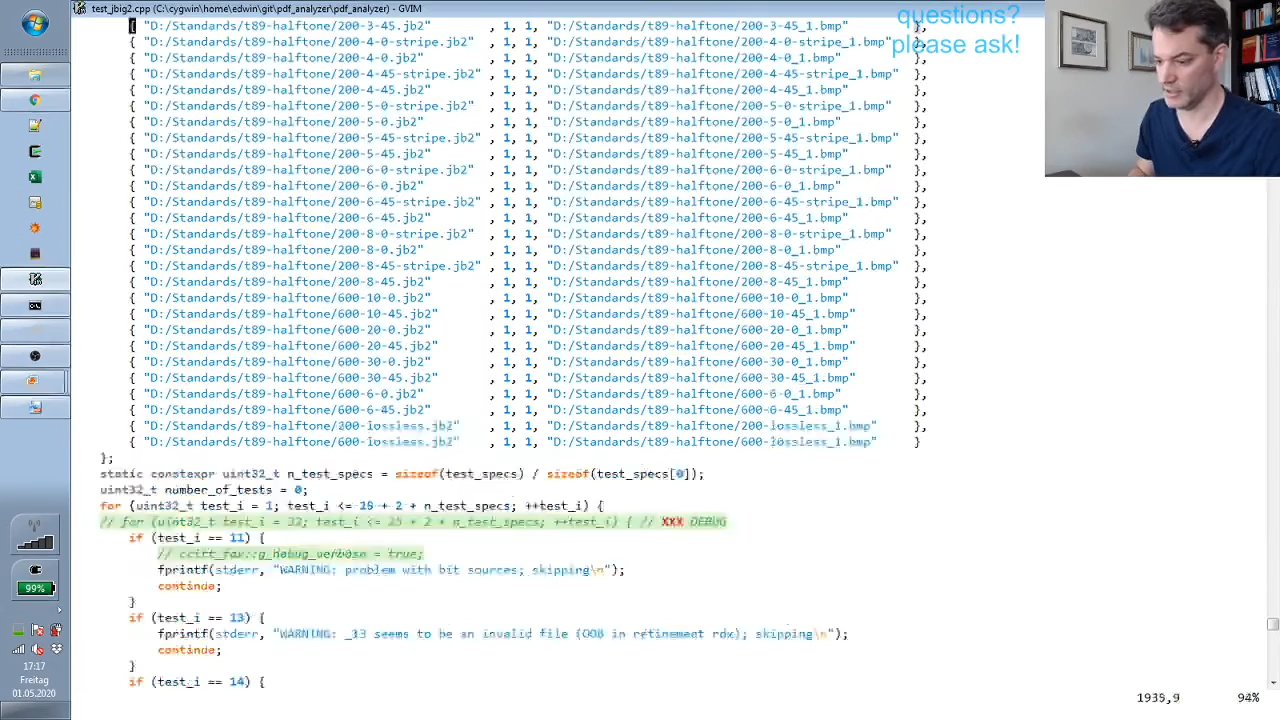 test_jbig2.cpp (C:\cygwin\home\edwin\git\pdf_analyzer\pdf_analyzer) - GVIM
questions?
please ask!
{ "D:/Standards/t89-halftone/200-3-45.jb2" , 1, 1, "D:/Standards/t89-halftone/200-3-45_1.bmp" },
{ "D:/Standards/t89-halftone/200-4-0-stripe.jb2" , 1, 1, "D:/Standards/t89-halftone/200-4-0-stripe_1.bmp" },
{ "D:/Standards/t89-halftone/200-4-0.jb2" , 1, 1, "D:/Standards/t89-halftone/200-4-0_1.bmp" },
{ "D:/Standards/t89-halftone/200-4-45-stripe.jb2" , 1, 1, "D:/Standards/t89-halftone/200-4-45-stripe_1.bmp" },
{ "D:/Standards/t89-halftone/200-4-45.jb2" , 1, 1, "D:/Standards/t89-halftone/200-4-45_1.bmp" },
{ "D:/Standards/t89-halftone/200-5-0-stripe.jb2" , 1, 1, "D:/Standards/t89-halftone/200-5-0-stripe_1.bmp" },
{ "D:/Standards/t89-halftone/200-5-0.jb2" , 1, 1, "D:/Standards/t89-halftone/200-5-0_1.bmp" },
{ "D:/Standards/t89-halftone/200-5-45-stripe.jb2" , 1, 1, "D:/Standards/t89-halftone/200-5-45-stripe_1.bmp" },
{ "D:/Standards/t89-halftone/200-5-45.jb2" , 1, 1, "D:/Standards/t89-halftone/200-5-45_1.bmp" },
{ "D:/Standards/t89-halftone/200-6-0-stripe.jb2" , 1, 1, "D:/Standards/t89-halftone/200-6-0-stripe_1.bmp" },
{ "D:/Standards/t89-halftone/200-6-0.jb2" , 1, 1, "D:/Standards/t89-halftone/200-6-0_1.bmp" },
{ "D:/Standards/t89-halftone/200-6-45-stripe.jb2" , 1, 1, "D:/Standards/t89-halftone/200-6-45-stripe_1.bmp" },
{ "D:/Standards/t89-halftone/200-6-45.jb2" , 1, 1, "D:/Standards/t89-halftone/200-6-45_1.bmp" },
{ "D:/Standards/t89-halftone/200-8-0-stripe.jb2" , 1, 1, "D:/Standards/t89-halftone/200-8-0-stripe_1.bmp" },
{ "D:/Standards/t89-halftone/200-8-0.jb2" , 1, 1, "D:/Standards/t89-halftone/200-8-0_1.bmp" },
{ "D:/Standards/t89-halftone/200-8-45-stripe.jb2" , 1, 1, "D:/Standards/t89-halftone/200-8-45-stripe_1.bmp" },
{ "D:/Standards/t89-halftone/200-8-45.jb2" , 1, 1, "D:/Standards/t89-halftone/200-8-45_1.bmp" },
{ "D:/Standards/t89-halftone/600-10-0.jb2" , 1, 1, "D:/Standards/t89-halftone/600-10-0_1.bmp" },
{ "D:/Standards/t89-halftone/600-10-45.jb2" , 1, 1, "D:/Standards/t89-halftone/600-10-45_1.bmp" },
{ "D:/Standards/t89-halftone/600-20-0.jb2" , 1, 1, "D:/Standards/t89-halftone/600-20-0_1.bmp" },
{ "D:/Standards/t89-halftone/600-20-45.jb2" , 1, 1, "D:/Standards/t89-halftone/600-20-45_1.bmp" },
{ "D:/Standards/t89-halftone/600-30-0.jb2" , 1, 1, "D:/Standards/t89-halftone/600-30-0_1.bmp" },
{ "D:/Standards/t89-halftone/600-30-45.jb2" , 1, 1, "D:/Standards/t89-halftone/600-30-45_1.bmp" },
{ "D:/Standards/t89-halftone/600-6-0.jb2" , 1, 1, "D:/Standards/t89-halftone/600-6-0_1.bmp" },
{ "D:/Standards/t89-halftone/600-6-45.jb2" , 1, 1, "D:/Standards/t89-halftone/600-6-45_1.bmp" },
{ "D:/Standards/t89-halftone/200-lossless.jb2" , 1, 1, "D:/Standards/t89-halftone/200-lossless_1.bmp" },
{ "D:/Standards/t89-halftone/600-lossless.jb2" , 1, 1, "D:/Standards/t89-halftone/600-lossless_1.bmp" }
};
static constexpr uint32_t n_test_specs = sizeof(test_specs) / sizeof(test_specs[0]);
uint32_t number_of_tests = 0;
for (uint32_t test_i = 1; test_i <= 25 + 2 + n_test_specs; ++test_i) {
// for (uint32_t test_i = 32; test_i <= 25 + 2 + n_test_specs; ++test_i) { // XXX DEBUG
if (test_i == 11) {
// ccitt_fax::g_debug_verbose = true;
fprintf(stderr, "WARNING: problem with bit sources; skipping\n");
continue;
}
if (test_i == 13) {
fprintf(stderr, "WARNING: _13 seems to be an invalid file (OOB in refinement rdx); skipping\n");
continue;
}
if (test_i == 14) {
1935,9 94%
99%
17:17
Freitag
01.05.2020